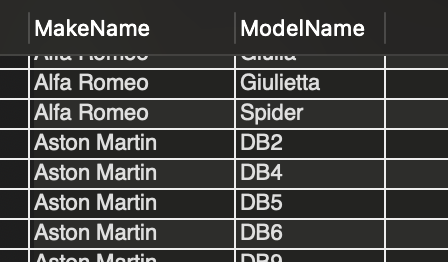 MakeName ModelName
Alfa Romeo Giulia
Alfa Romeo Giulietta
Alfa Romeo Spider
Aston Martin DB2
Aston Martin DB4
Aston Martin DB5
Aston Martin DB6
Aston Martin DB9